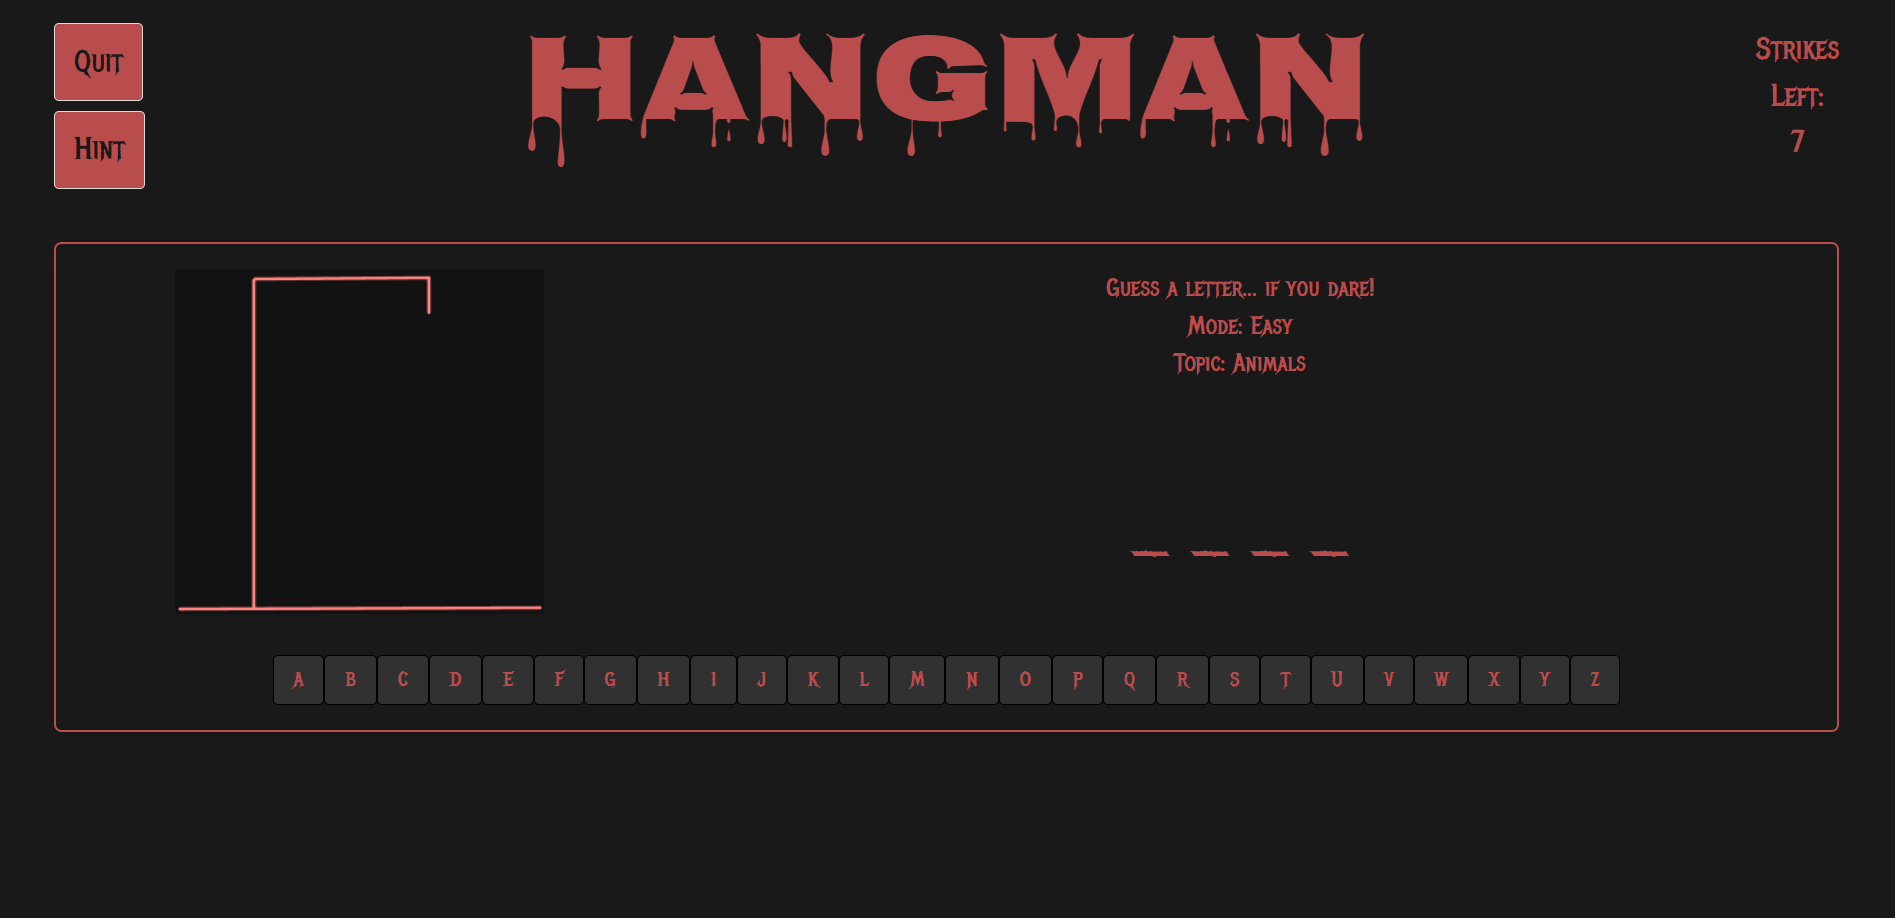 Quit
Hint
HANGMAN
Strikes
Left:
7
Guess a letter... if you dare!
Mode: Easy
Topic: Animals
_ _ _ _
A B C D E F G H I J K L M N O P Q R S T U V W X Y Z